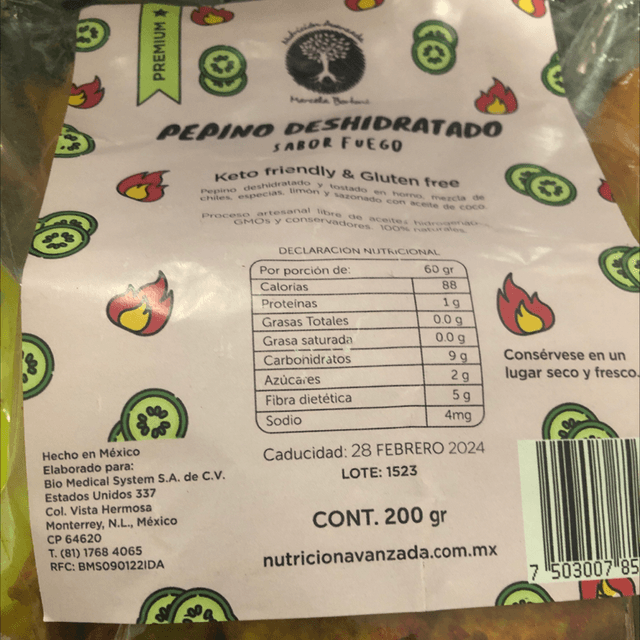 PREMIUM
Nutrición Avanzada
PEPINO DESHIDRATADO
SABOR FUEGO
Keto friendly & Gluten free
Pepino deshidratado y tostado en horno, mezcla de
chiles, especias, limón y sazonado con aceite de coco.
Proceso artesanal libre de aceites hidrogenados
GMOs y conservadores. 100% naturales.
DECLARACIÓN NUTRICIONAL
Por porción de: 60 gr
Calorías 88
Proteinas 1 g
Grasas Totales 0.0 g
Grasa saturada 0.0 g
Carbohidratos 9 g
Azúcares 2 g
Fibra dietética 5 g
Sodio 4mg
Consérvese en un
lugar seco y fresco.
Caducidad: 28 FEBRERO 2024
LOTE: 1523
CONT. 200 gr
nutricionavanzada.com.mx
Hecho en México
Elaborado para:
Bio Medical System S.A. de C.V.
Estados Unidos 337
Col. Vista Hermosa
Monterrey, N.L., México
CP 64620
T. (81) 1768 4065
RFC: BMS090122IDA
7 503007 85